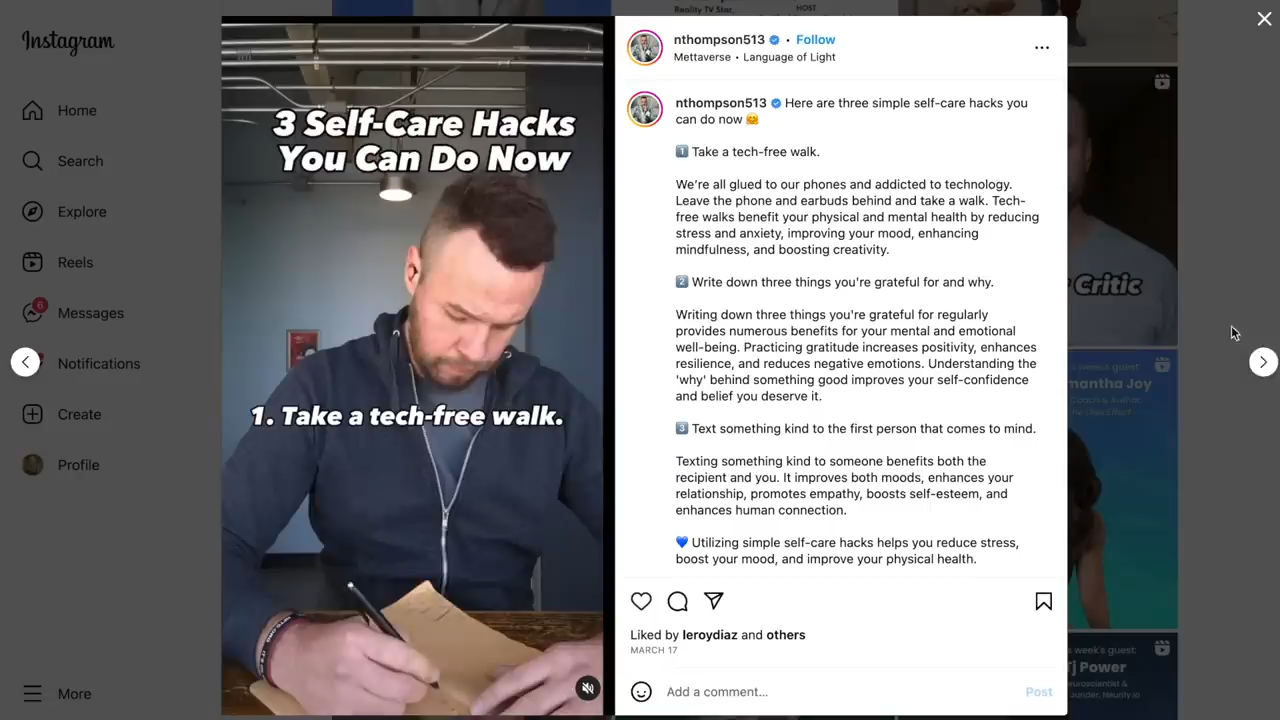 Reality TV Star,
HOST
Instagram
Home
Search
Explore
Reels
6
Messages
Notifications
Create
Profile
More
3 Self-Care Hacks
You Can Do Now
1. Take a tech-free walk.
nthompson513 • Follow
Mettaverse • Language of Light
nthompson513 Here are three simple self-care hacks you
can do now 🤗
1️⃣ Take a tech-free walk.
We're all glued to our phones and addicted to technology.
Leave the phone and earbuds behind and take a walk. Tech-
free walks benefit your physical and mental health by reducing
stress and anxiety, improving your mood, enhancing
mindfulness, and boosting creativity.
2️⃣ Write down three things you're grateful for and why.
Writing down three things you're grateful for regularly
provides numerous benefits for your mental and emotional
well-being. Practicing gratitude increases positivity, enhances
resilience, and reduces negative emotions. Understanding the
'why' behind something good improves your self-confidence
and belief you deserve it.
3️⃣ Text something kind to the first person that comes to mind.
Texting something kind to someone benefits both the
recipient and you. It improves both moods, enhances your
relationship, promotes empathy, boosts self-esteem, and
enhances human connection.
💙 Utilizing simple self-care hacks helps you reduce stress,
boost your mood, and improve your physical health.
Liked by leroydiaz and others
MARCH 17
Add a comment...
Post
Critic
guest
Joy
week's guest:
Tj Power